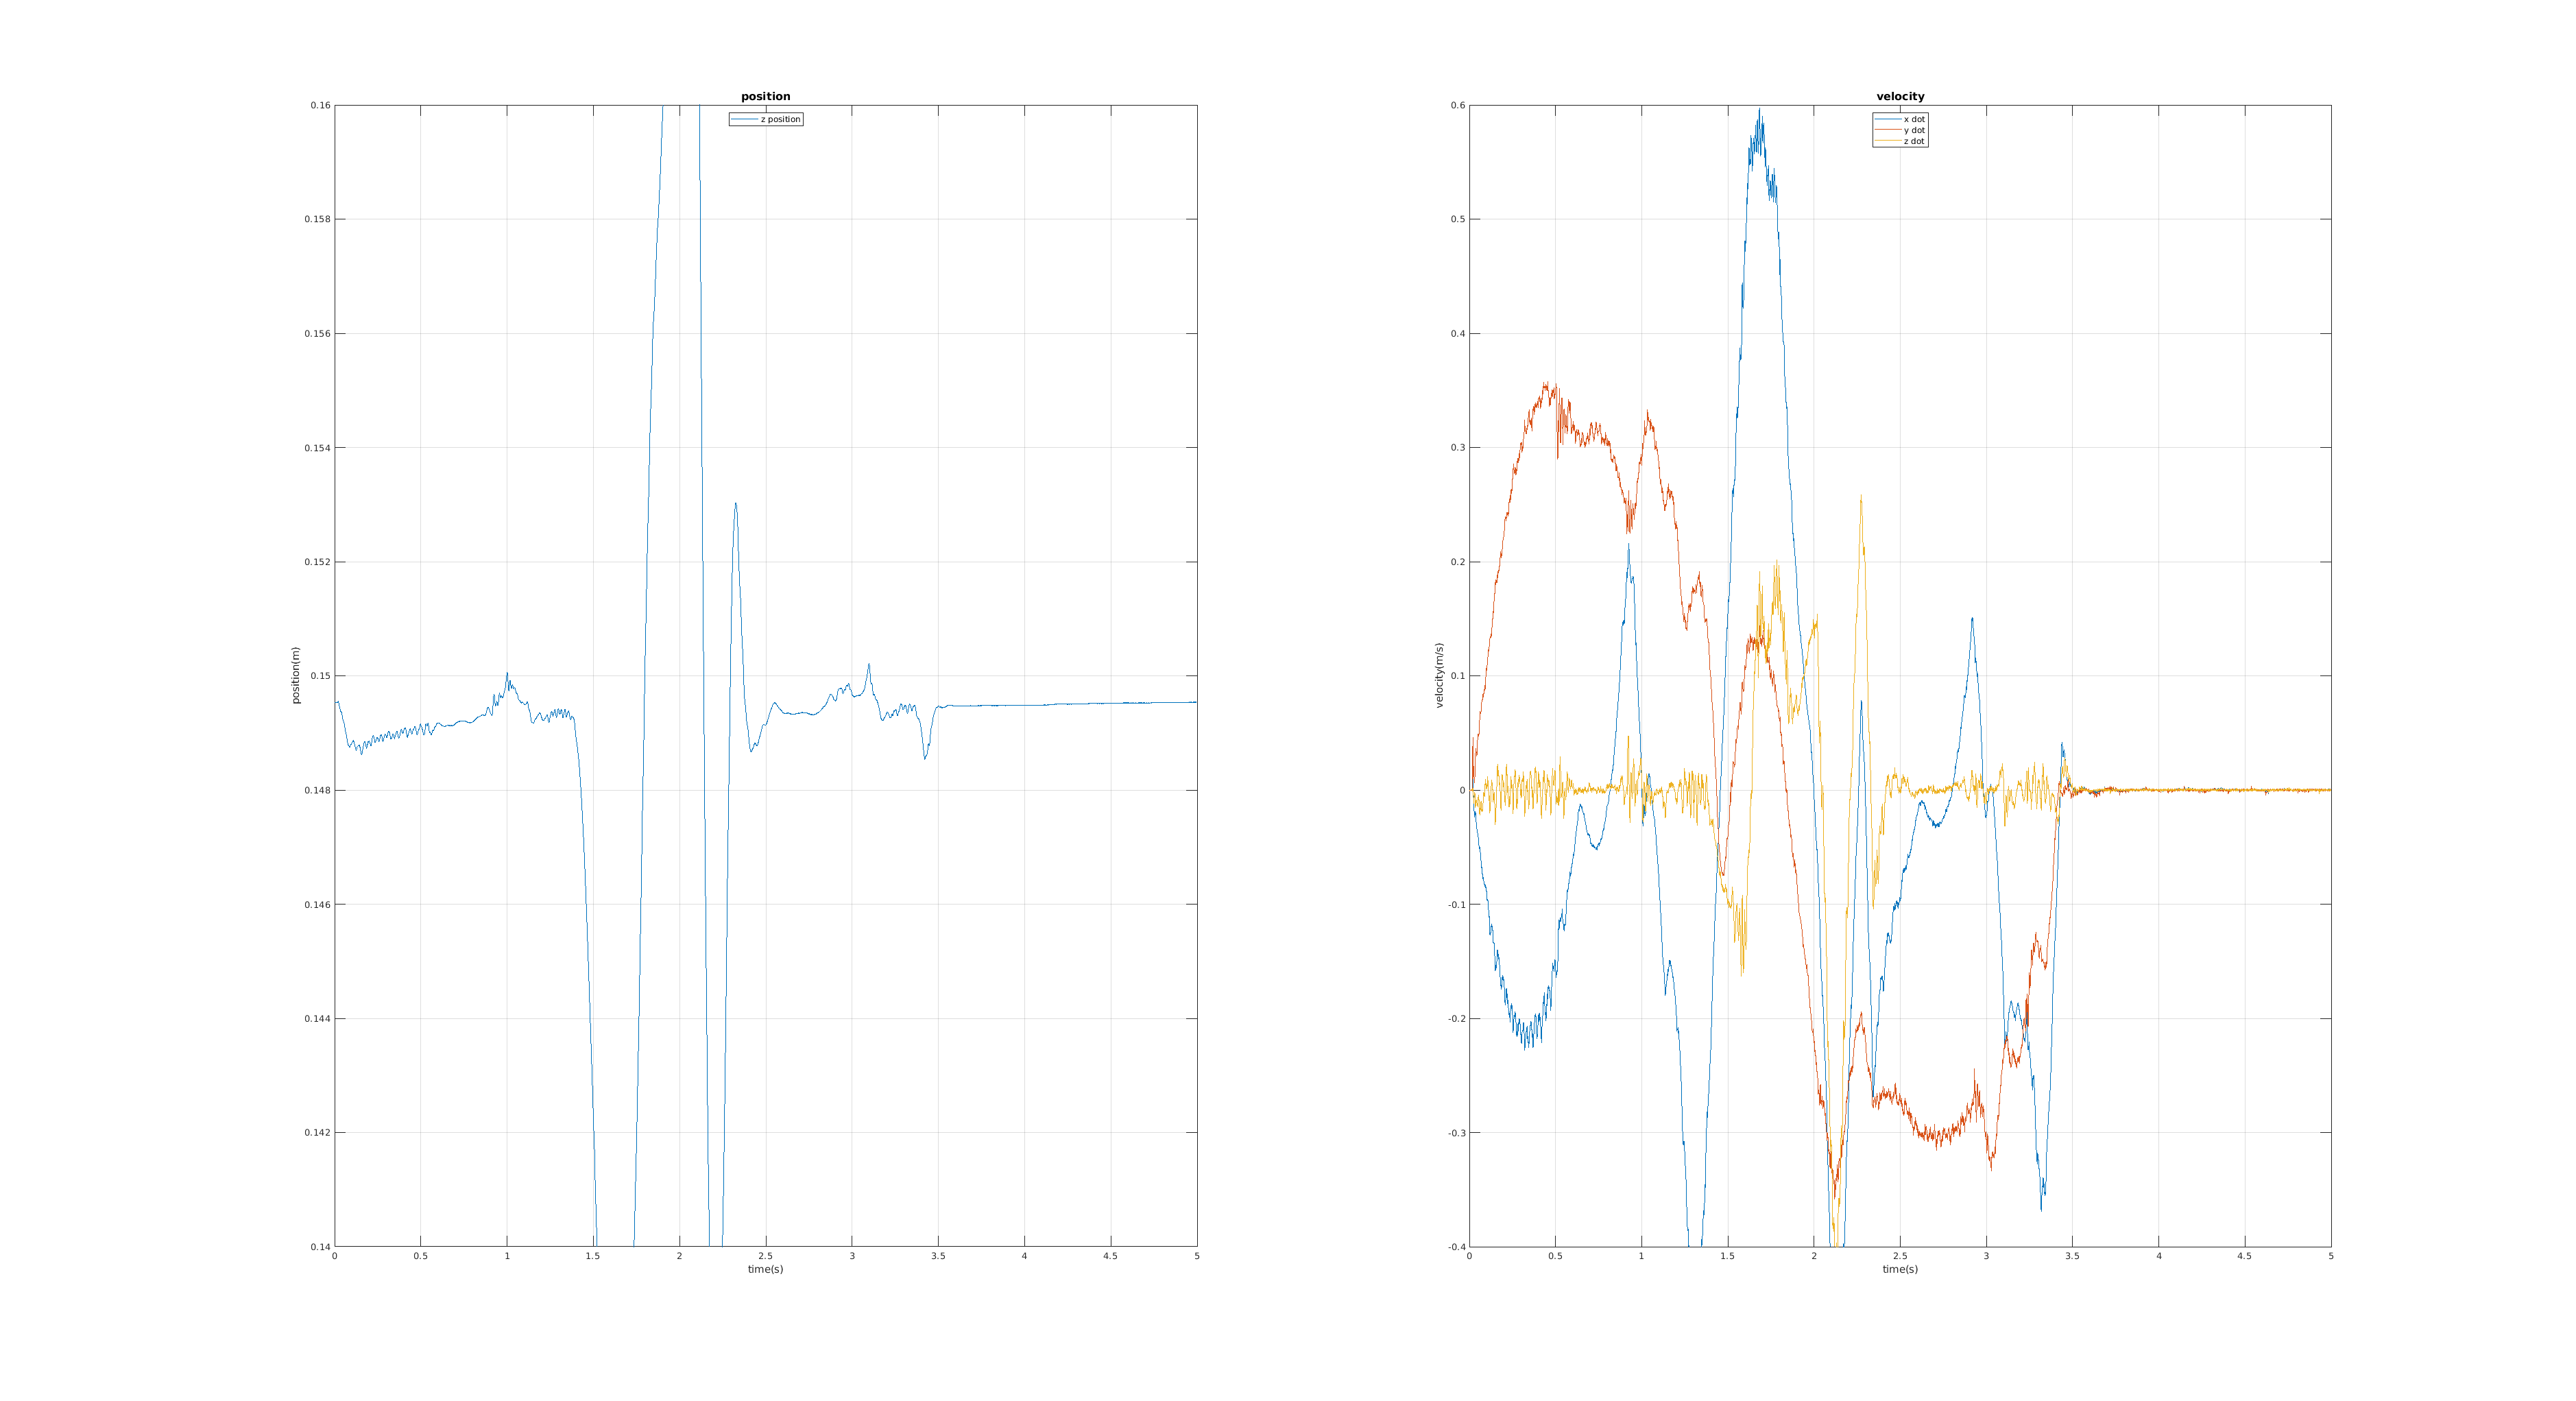 position
z position
0.16
0.158
0.156
0.154
0.152
0.15
0.148
0.146
0.144
0.142
0.14
position(m)
0 0.5 1 1.5 2 2.5 3 3.5 4 4.5 5
time(s)
velocity
x dot
y dot
z dot
0.6
0.5
0.4
0.3
0.2
0.1
0
-0.1
-0.2
-0.3
-0.4
velocity(m/s)
0 0.5 1 1.5 2 2.5 3 3.5 4 4.5 5
time(s)